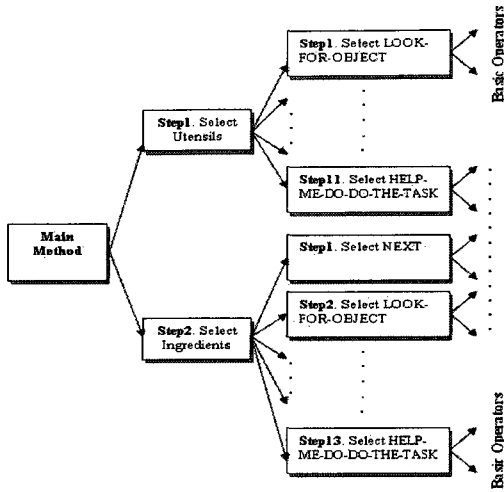 Main
Method
Step1. Select
Utensils
Step2. Select
Ingredients
Step1. Select LOOK-
FOR-OBJECT
Step11. Select HELP-
ME-DO-DO-THE-TASK
Step1. Select NEXT
Step2. Select LOOK-
FOR-OBJECT
Step13. Select HELP-
ME-DO-DO-THE-TASK
Basic Operators
Basic Operators